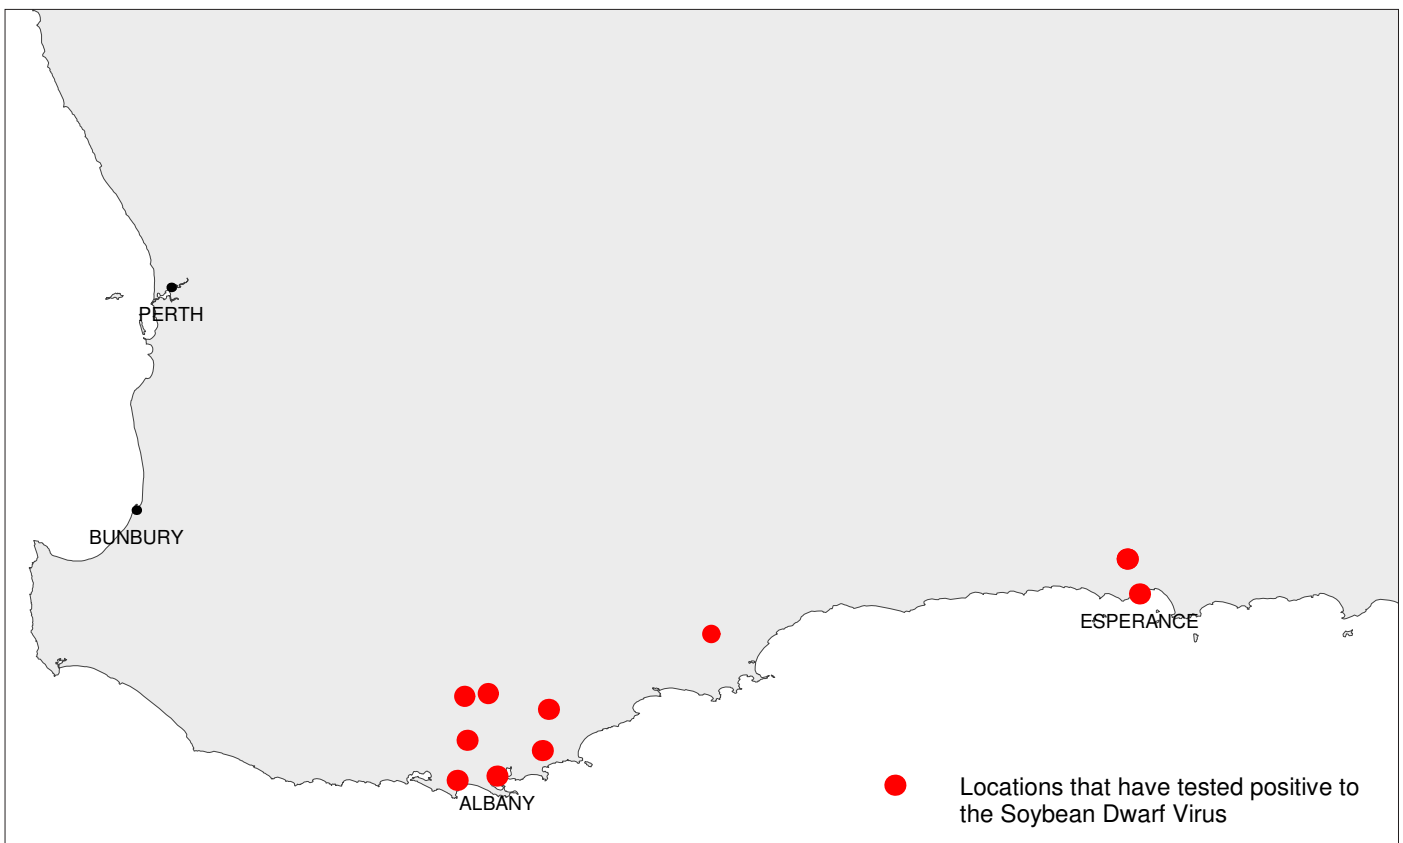 PERTH
BUNBURY
ESPERANCE
ALBANY
Locations that have tested positive to
the Soybean Dwarf Virus